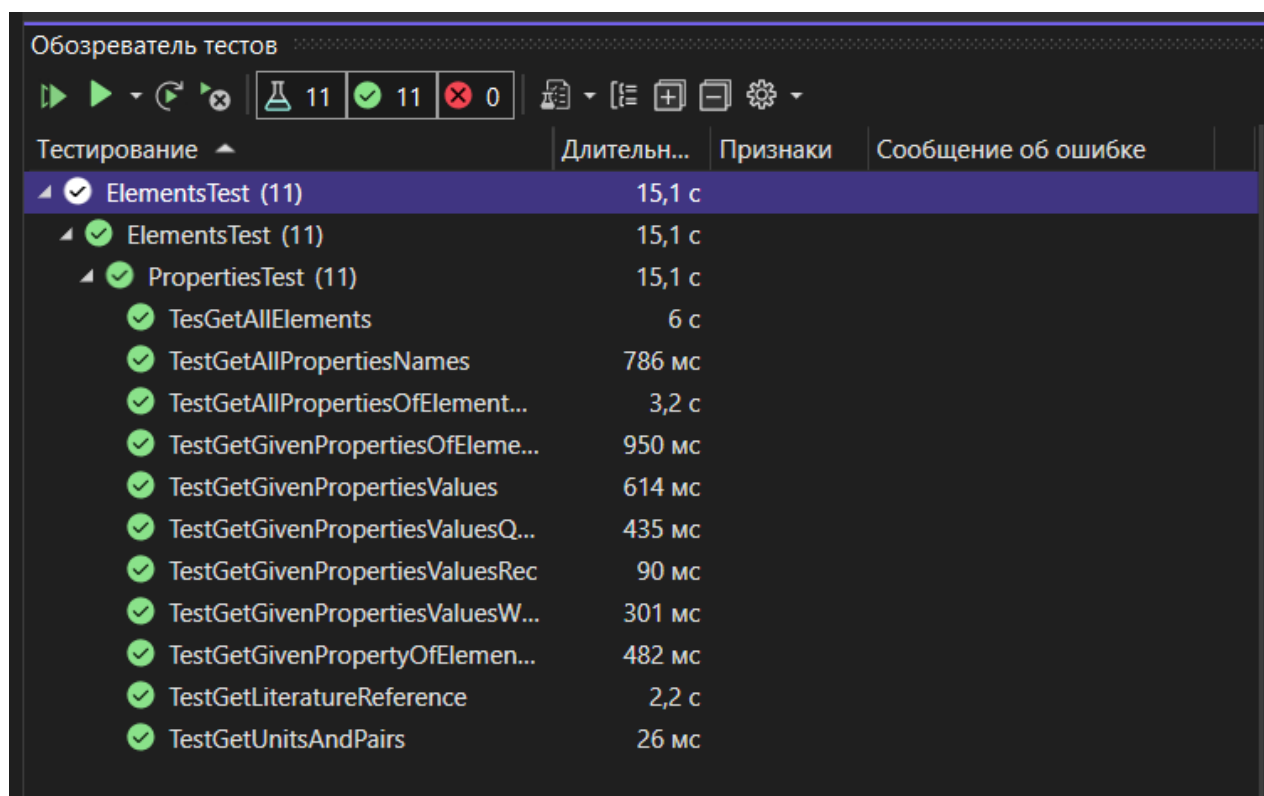 Обозреватель тестов
11 11 0
Тестирование Длительн... Признаки Сообщение об ошибке
ElementsTest (11) 15,1 с
ElementsTest (11) 15,1 с
PropertiesTest (11) 15,1 с
TesGetAllElements 6 с
TestGetAllPropertiesNames 786 мс
TestGetAllPropertiesOfElement... 3,2 с
TestGetGivenPropertiesOfEleme... 950 мс
TestGetGivenPropertiesValues 614 мс
TestGetGivenPropertiesValuesQ... 435 мс
TestGetGivenPropertiesValuesRec 90 мс
TestGetGivenPropertiesValuesW... 301 мс
TestGetGivenPropertyOfElemen... 482 мс
TestGetLiteratureReference 2,2 с
TestGetUnitsAndPairs 26 мс